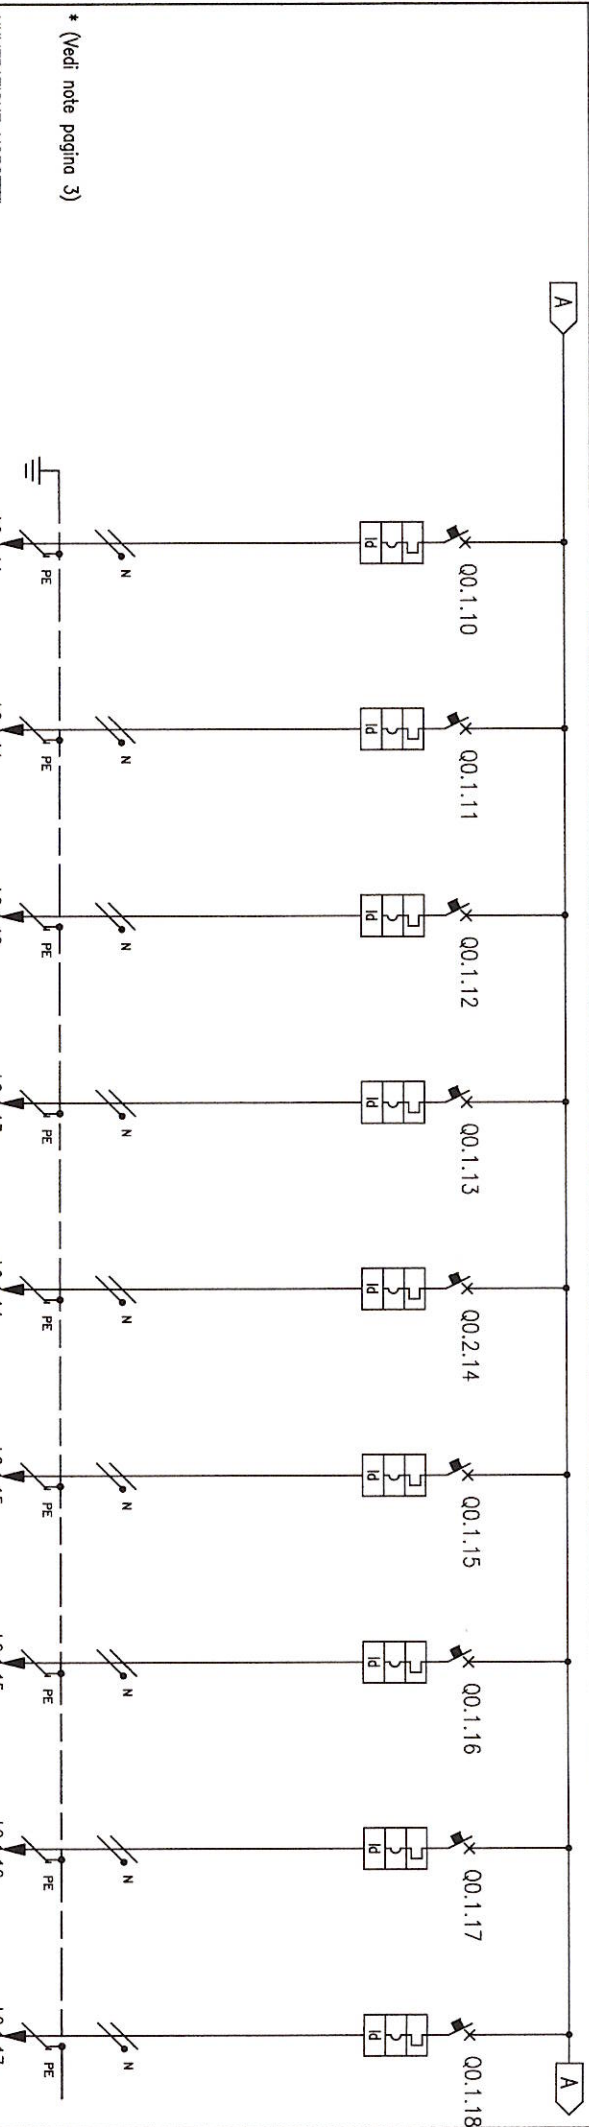 A
Q0.1.10
Q0.1.11
Q0.1.12
Q0.1.13
Q0.2.14
Q0.1.15
Q0.1.16
Q0.1.17
Q0.1.18
A
Id
Id
Id
Id
Id
Id
Id
Id
Id
N
N
N
N
N
N
N
N
N
* (Vedi note pagina 3)
PE
PE
PE
PE
PE
PE
PE
PE
PE